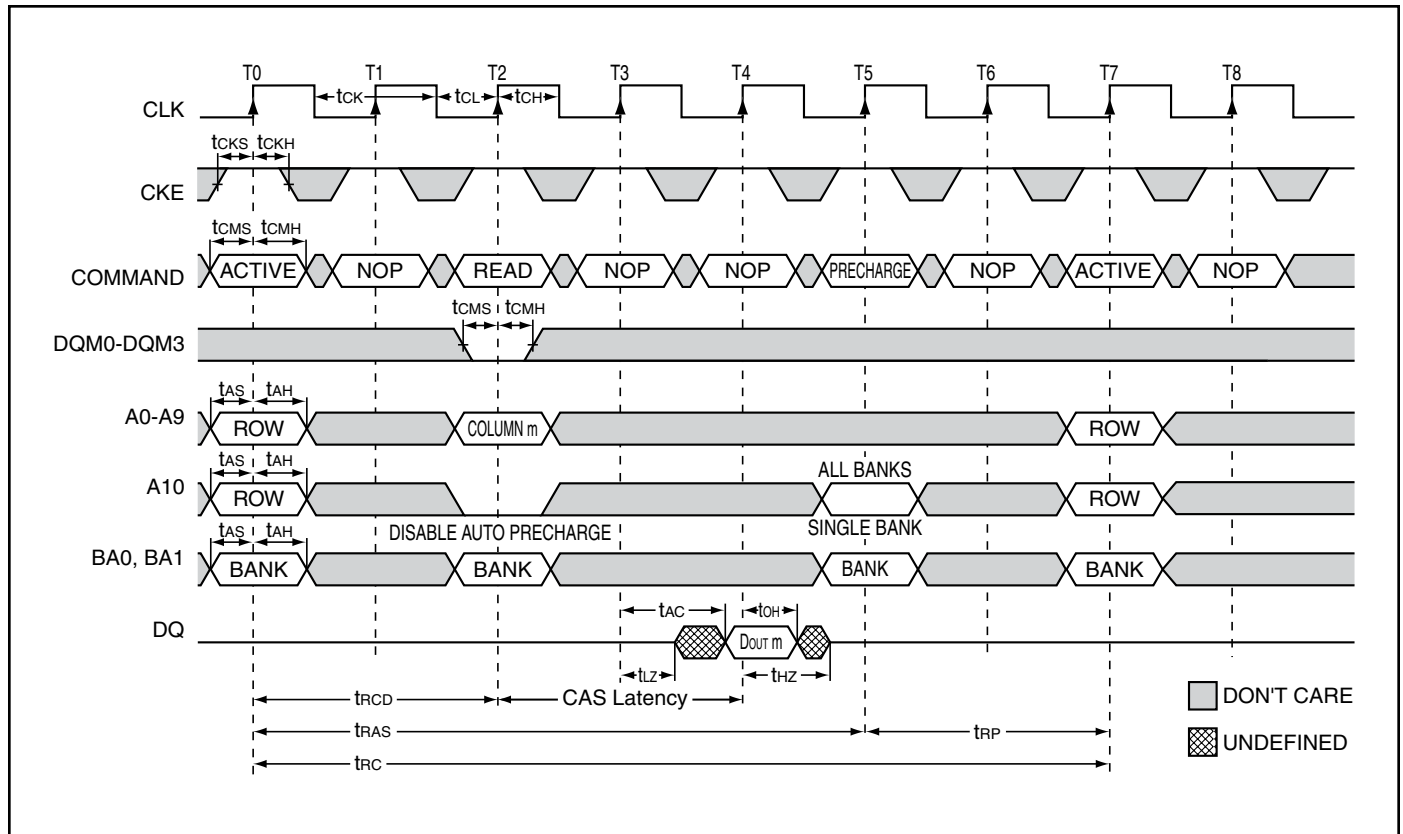 T0 T1 T2 T3 T4 T5 T6 T7 T8
CLK tCK tCL tCH
tCKS tCKH
CKE
tCMS tCMH
COMMAND ACTIVE NOP READ NOP NOP PRECHARGE NOP ACTIVE NOP
tCMS tCMH
DQM0-DQM3
tAS tAH
A0-A9 ROW COLUMN m ROW
tAS tAH ALL BANKS
A10 ROW ROW
DISABLE AUTO PRECHARGE SINGLE BANK
tAS tAH
BA0, BA1 BANK BANK BANK BANK
tAC tOH
DQ DOUT m
tLZ tHZ
tRCD CAS Latency
tRAS tRP
tRC
DON'T CARE
UNDEFINED